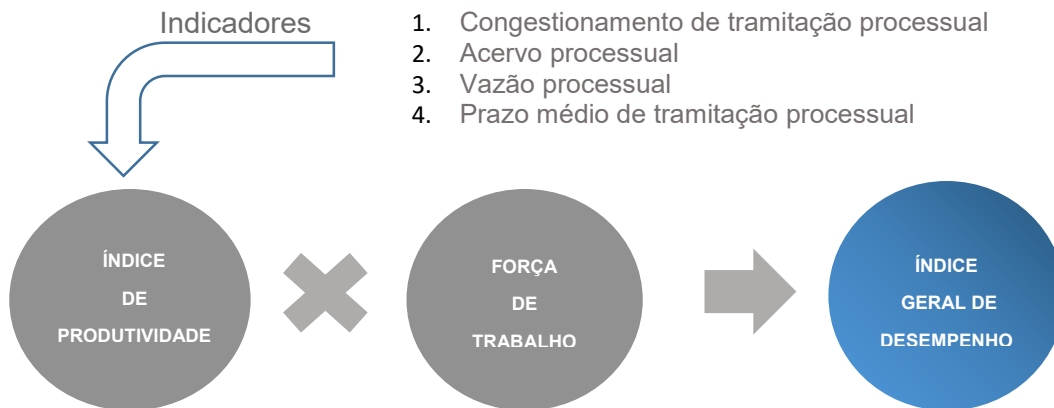 Indicadores
1. Congestionamento de tramitação processual
2. Acervo processual
3. Vazão processual
4. Prazo médio de tramitação processual
ÍNDICE
DE
PRODUTIVIDADE
FORÇA
DE
TRABALHO
ÍNDICE
GERAL DE
DESEMPENHO